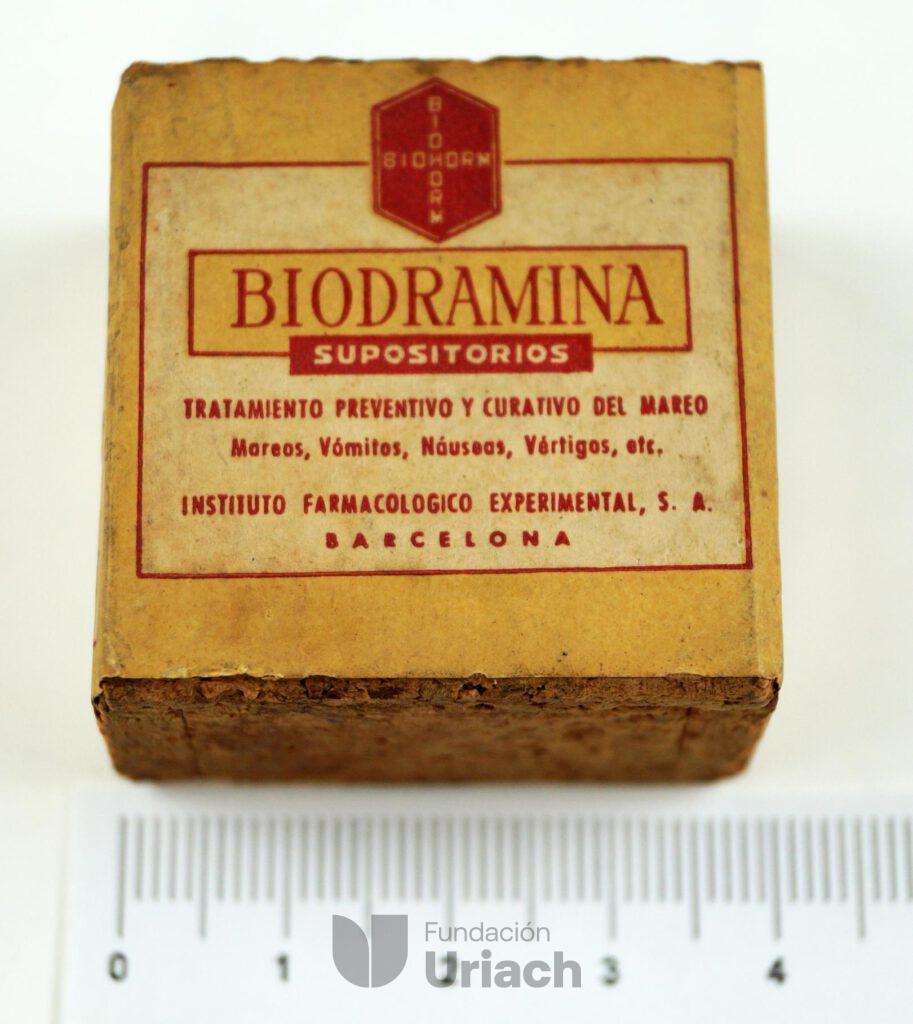 BIOHORM
BIOHORM
BIODRAMINA
SUPOSITORIOS
TRATAMIENTO PREVENTIVO Y CURATIVO DEL MAREO
Mareos, Vómitos, Náuseas, Vértigos, etc.
INSTITUTO FARMACOLOGICO EXPERIMENTAL, S. A.
BARCELONA
0 1 2 3 4
Fundación
Uriach